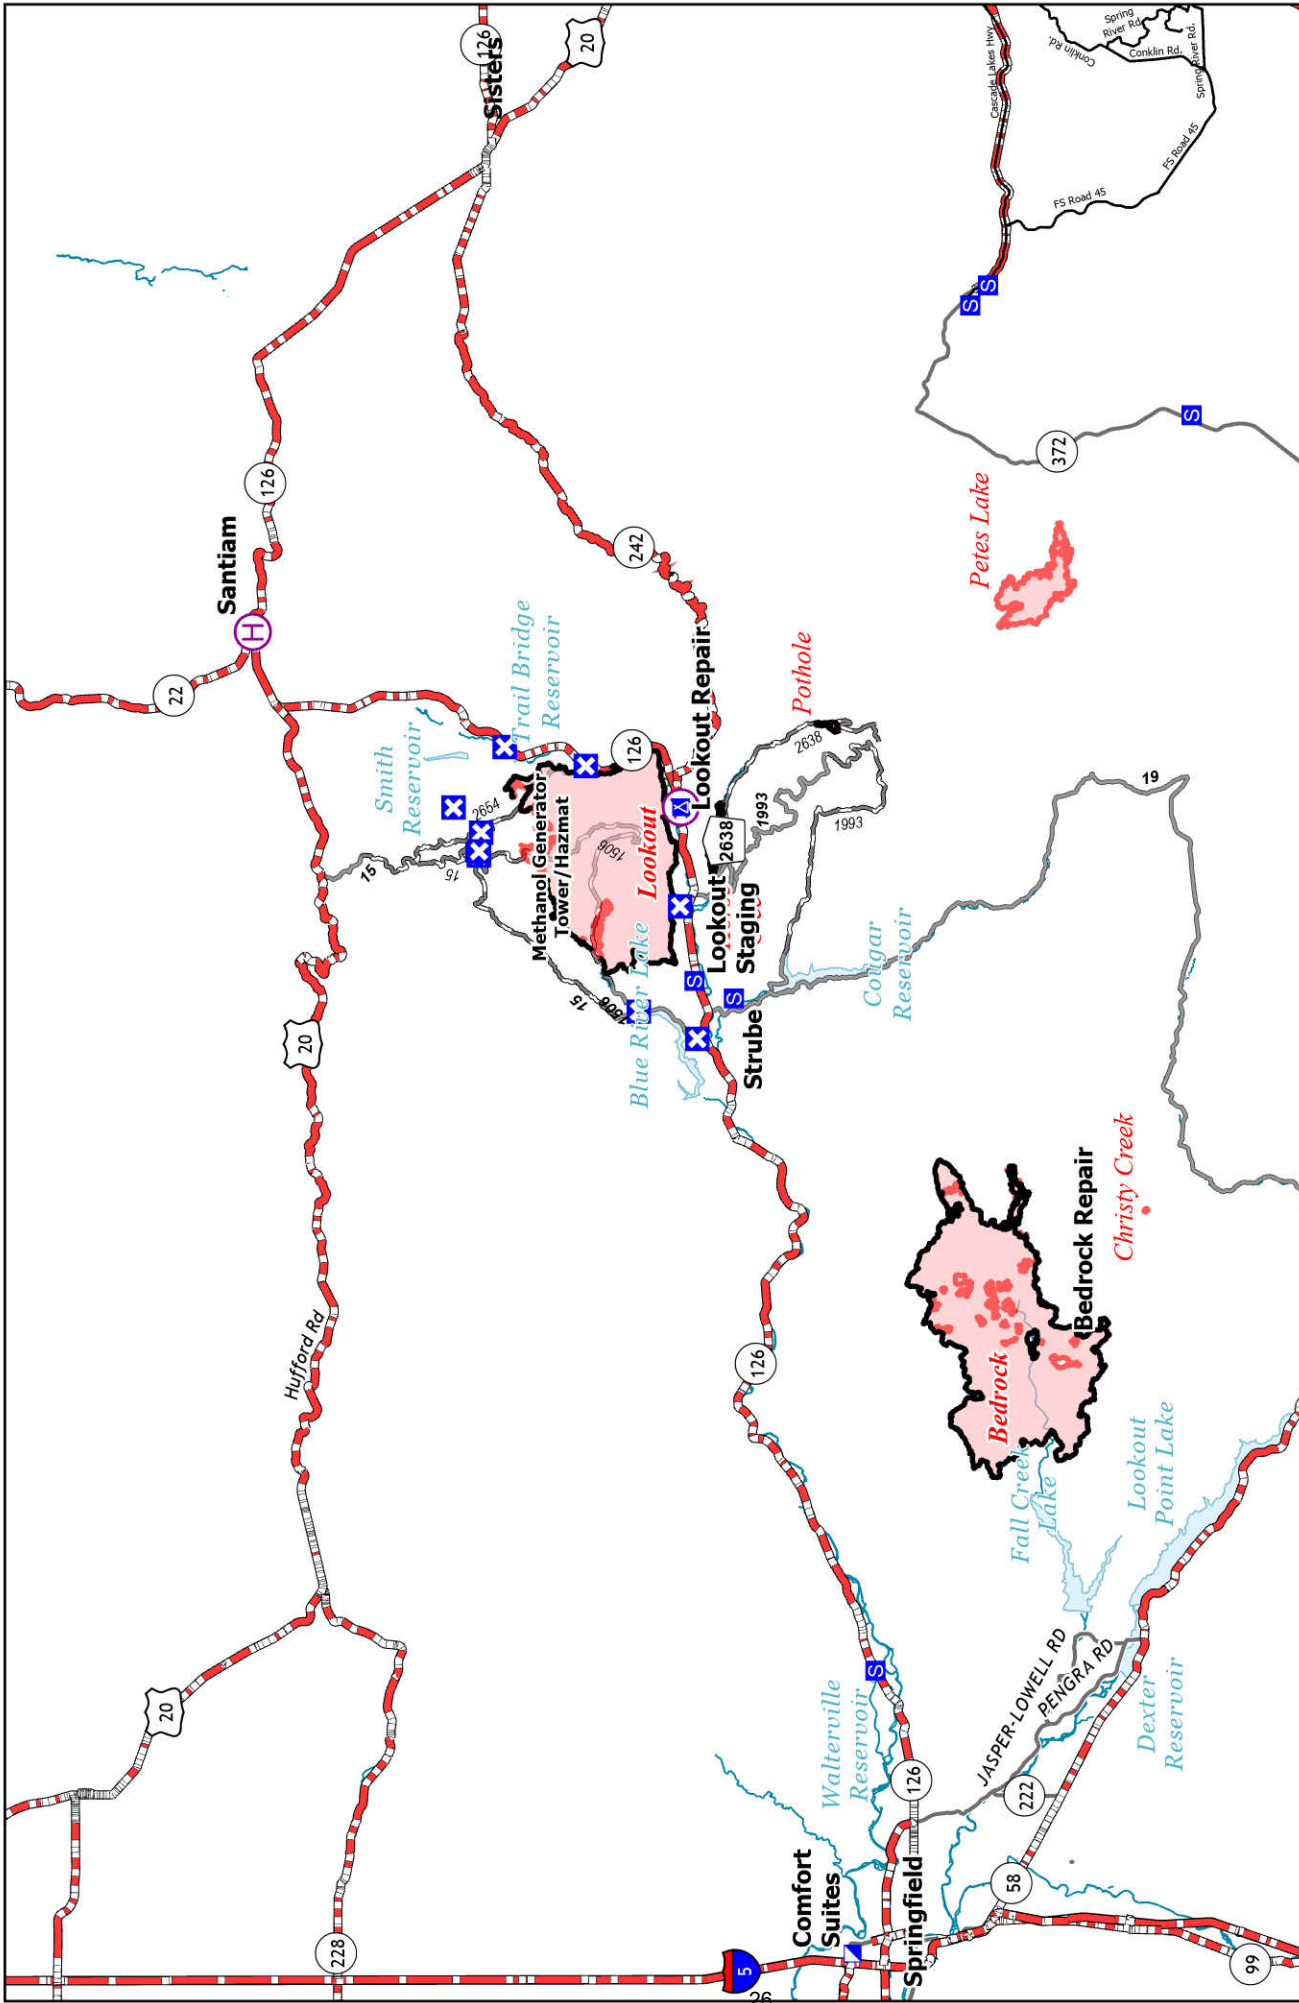 228
20
Hufford Rd
20
22
Santiam
H
126
126
Sisters
20
15
15
Smith
Reservoir
2654
Trail Bridge
Reservoir
Methanol Generator
Tower/Hazmat
1506
Lookout
126
242
15
1506
Blue River Lake
Lookout Repair
Lookout
Staging
2638
1993
2638
Pothole
1993
S
S
Strube
Cougar
Reservoir
19
Petes Lake
372
S
S
S
Cascade Lakes Hwy
Conklin Rd.
Spring
River Rd
Conklin Rd.
Spring River Rd.
FS Road 45
FS Road 45
126
Bedrock
Bedrock Repair
Christy Creek
Fall Creek
Lake
Lookout
Point Lake
Dexter
Reservoir
JASPER-LOWELL RD
PENGRA RD
222
S
Walterville
Reservoir
126
Comfort
Suites
Springfield
5
58
99
26